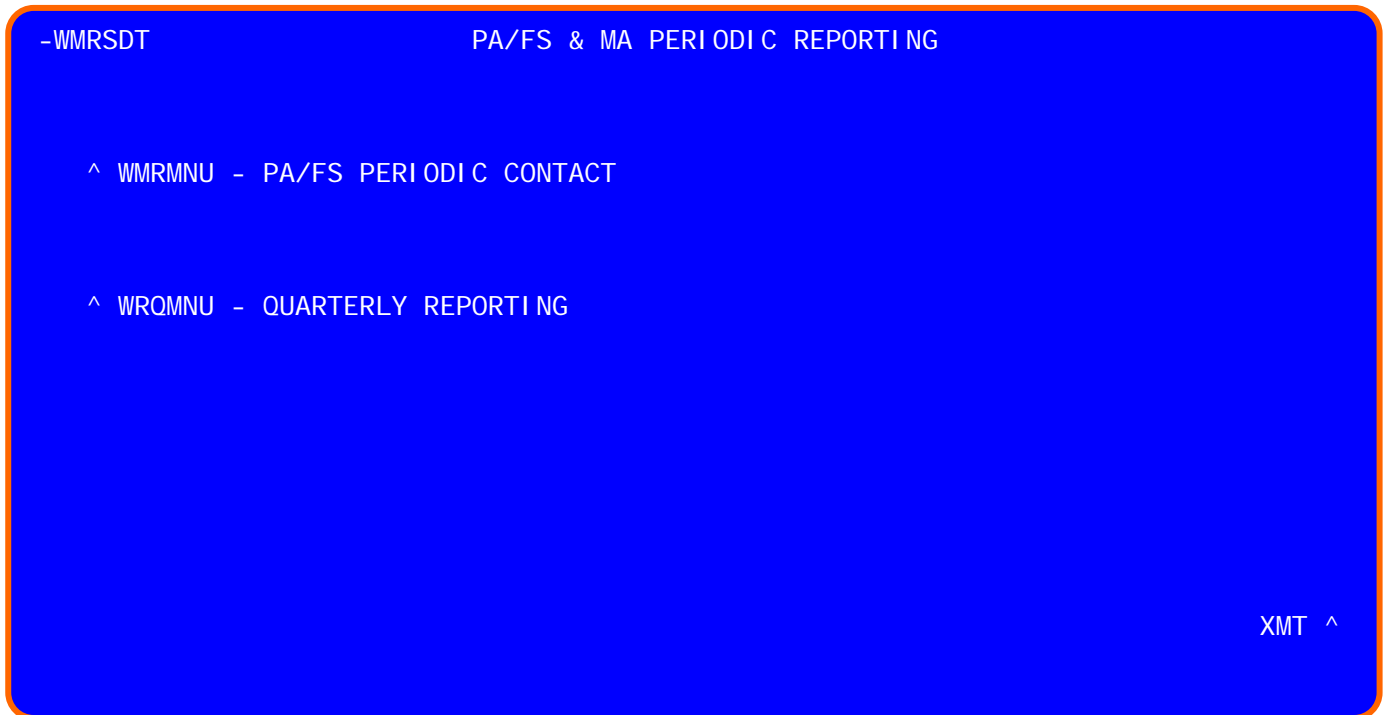 -WMRSDT PA/FS & MA PERIODIC REPORTING
^ WMRMNU - PA/FS PERIODIC CONTACT
^ WRQMNU - QUARTERLY REPORTING
XMT ^